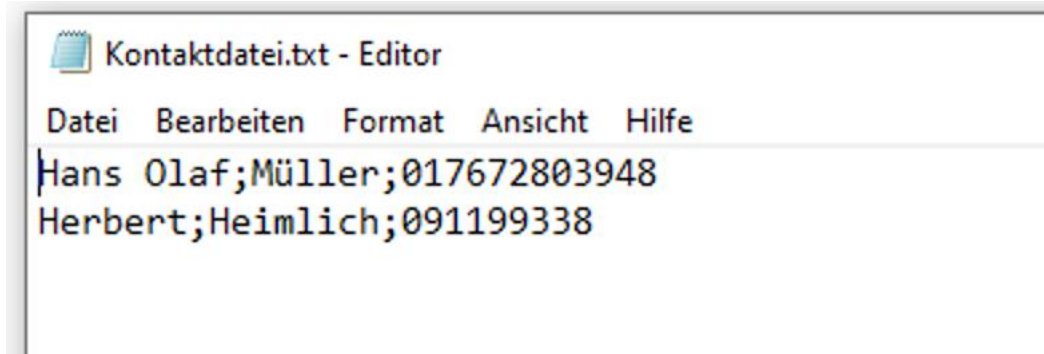 Kontaktdatei.txt - Editor
Datei Bearbeiten Format Ansicht Hilfe
Hans Olaf;Müller;017672803948
Herbert;Heimlich;091199338